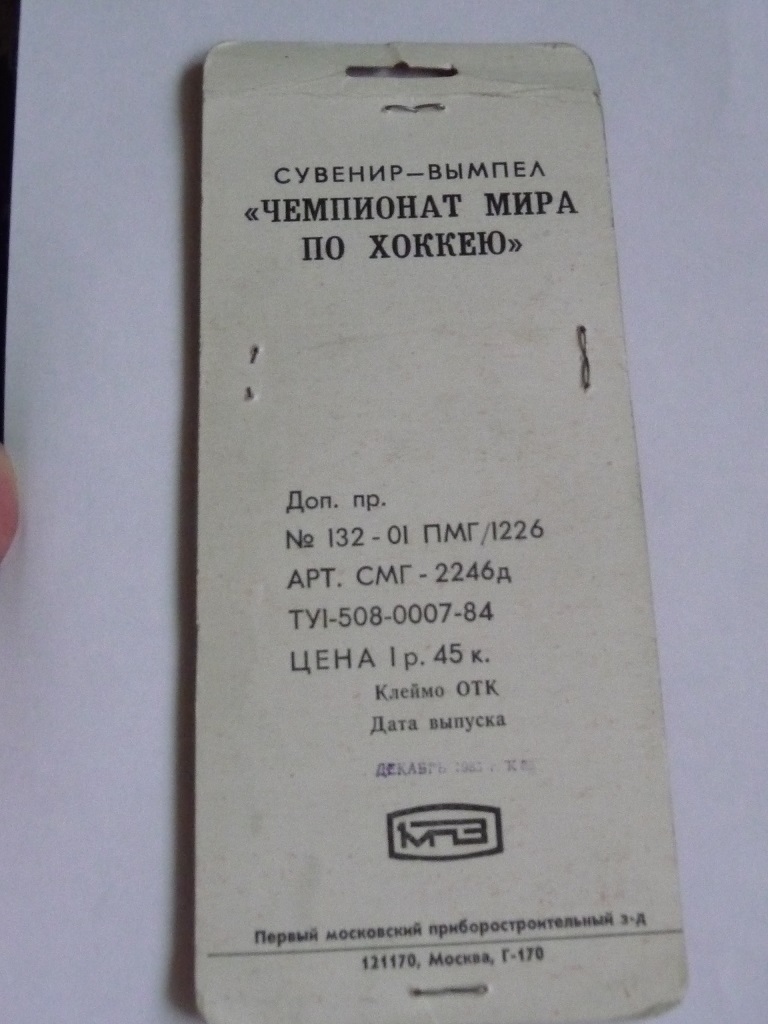 СУВЕНИР—ВЫМПЕЛ
«ЧЕМПИОНАТ МИРА
ПО ХОККЕЮ»
Доп. пр.
№ 132-01 ПМГ/1226
АРТ. СМГ-2246д
ТУ1-508-0007-84
ЦЕНА 1 р. 45 к.
Клеймо ОТК
Дата выпуска
ДЕКАБРЬ
1МПЗ
Первый московский приборостроительный з-д
121170, Москва, Г-170